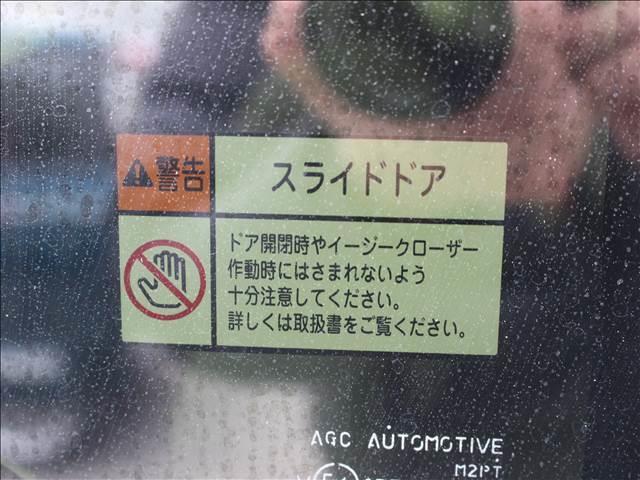 警告
スライドドア
ドア開閉時やイージークローザー
作動時にはさまれないよう
十分注意してください。
詳しくは取扱書をご覧ください。
AGC AUTOMOTIVE
M2PT